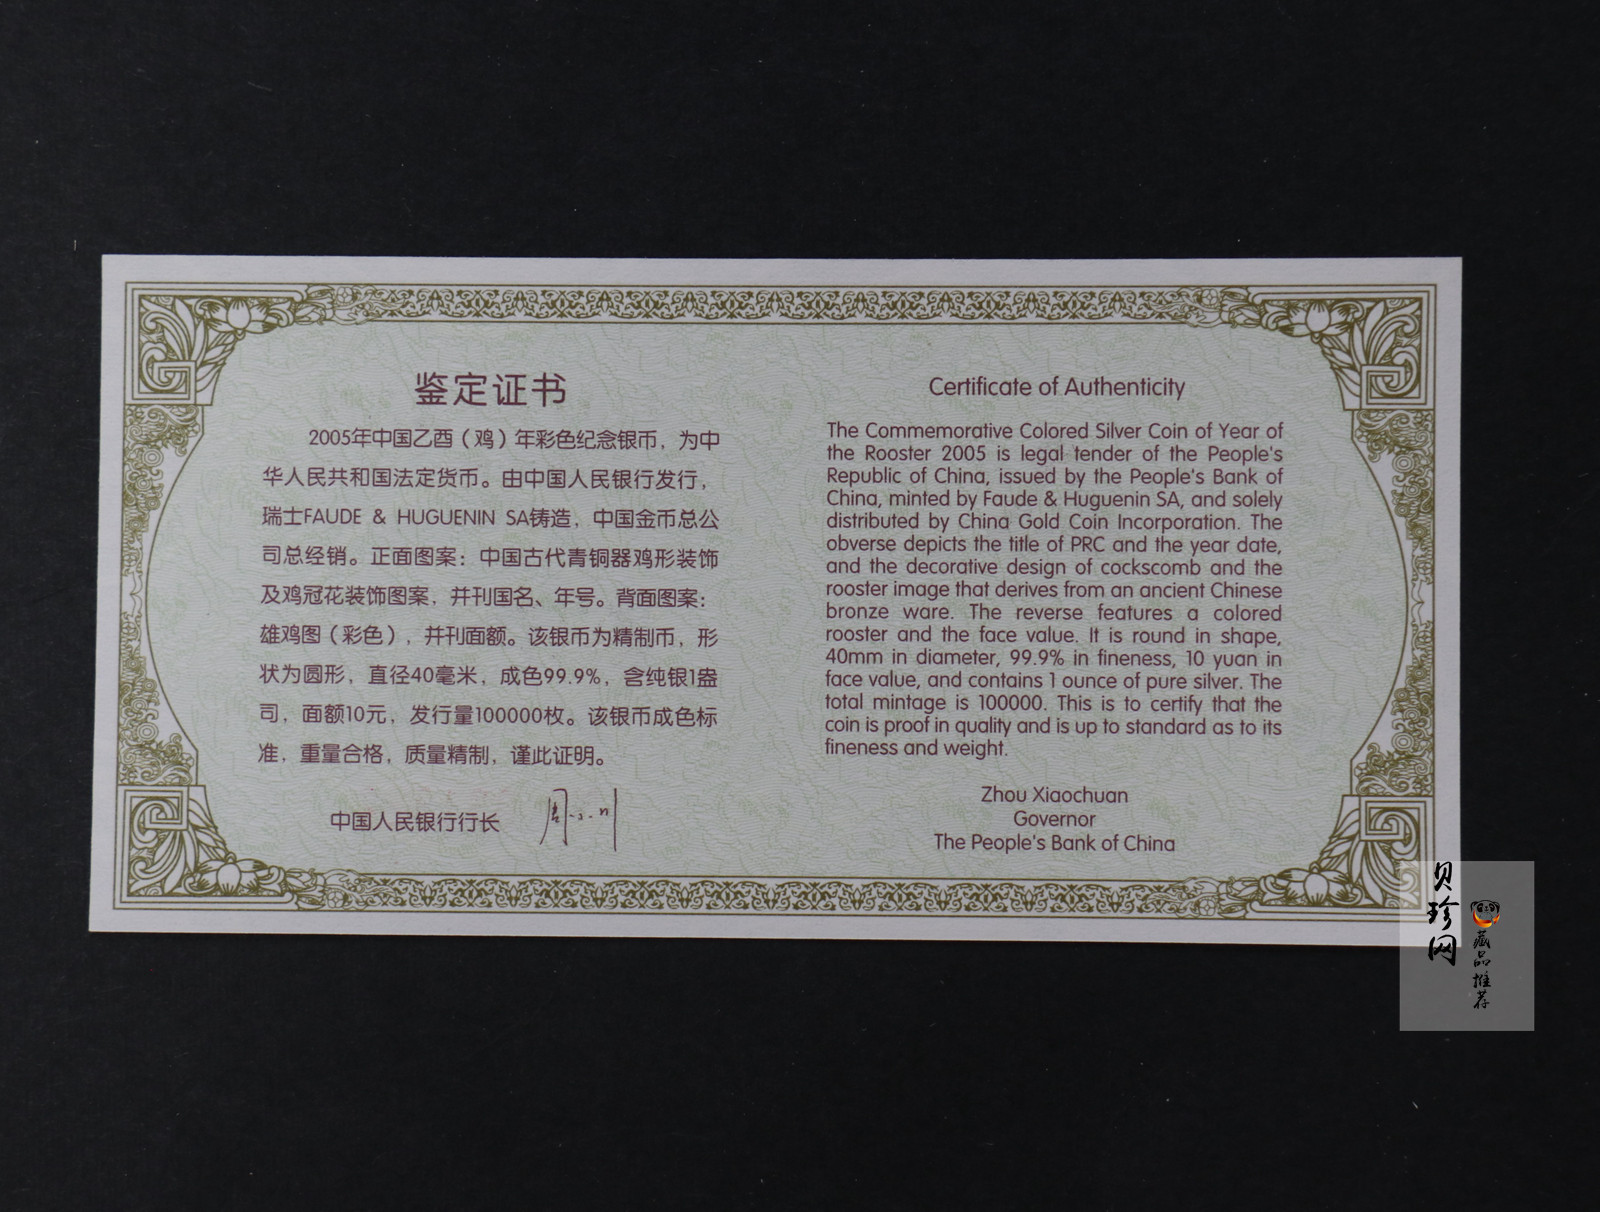 鉴定证书
2005年中国乙酉（鸡）年彩色纪念银币，为中
华人民共和国法定货币。由中国人民银行发行，
瑞士FAUDE & HUGUENIN SA铸造，中国金币总公
司总经销。正面图案：中国古代青铜器鸡形装饰
及鸡冠花装饰图案，并刊国名、年号。背面图案：
雄鸡图（彩色），并刊面额。该银币为精制币，形
状为圆形，直径40毫米，成色99.9%，含纯银1盎
司，面额10元，发行量100000枚。该银币成色标
准，重量合格，质量精制，谨此证明。
中国人民银行行长 周小川
Certificate of Authenticity
The Commemorative Colored Silver Coin of Year of
the Rooster 2005 is legal tender of the People's
Republic of China, issued by the People's Bank of
China, minted by Faude & Huguenin SA, and solely
distributed by China Gold Coin Incorporation. The
obverse depicts the title of PRC and the year date,
and the decorative design of cockscomb and the
rooster image that derives from an ancient Chinese
bronze ware. The reverse features a colored
rooster and the face value. It is round in shape,
40mm in diameter, 99.9% in fineness, 10 yuan in
face value, and contains 1 ounce of pure silver. The
total mintage is 100000. This is to certify that the
coin is proof in quality and is up to standard as to its
fineness and weight.
Zhou Xiaochuan
Governor
The People's Bank of China
贝珍网
藏品推荐